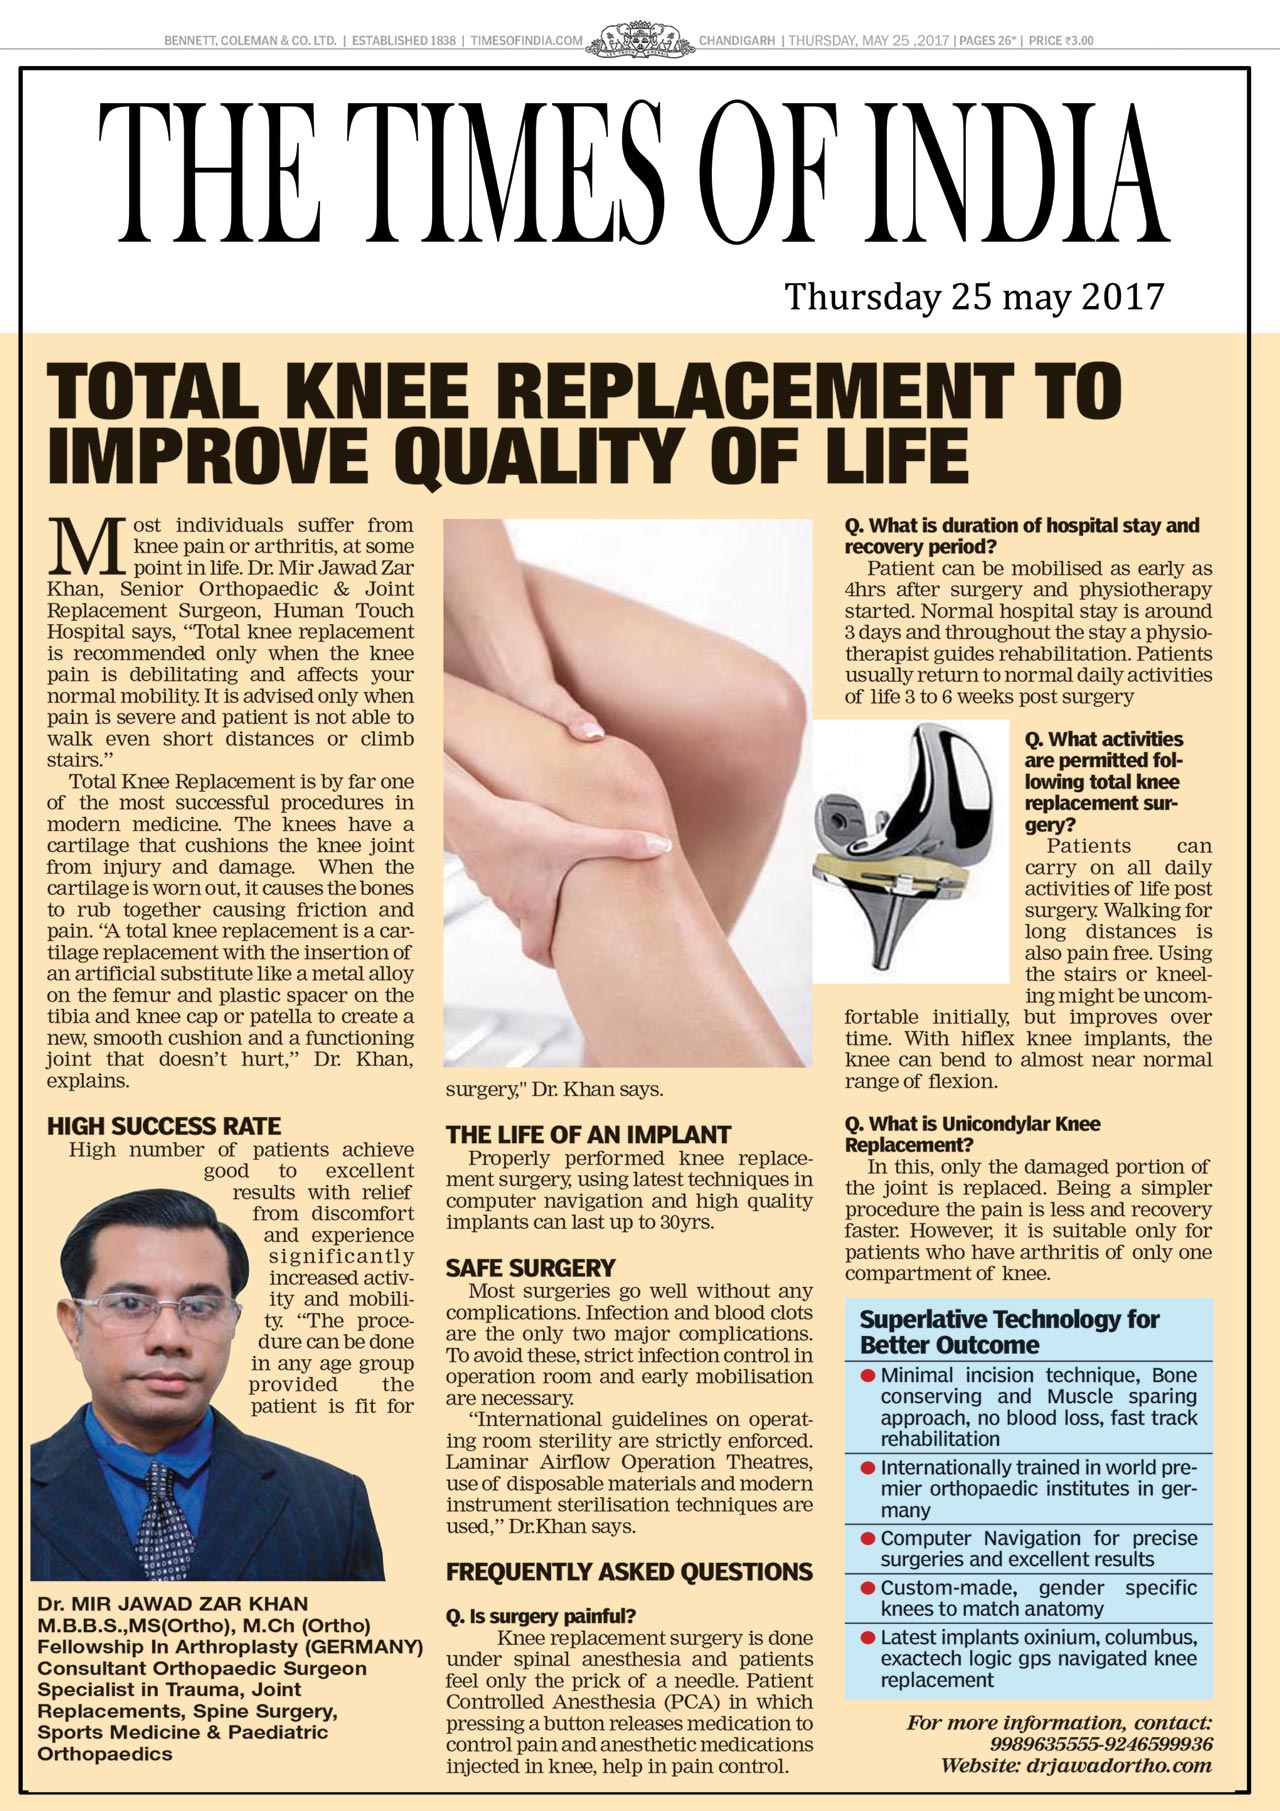 BENNETT, COLEMAN & CO. LTD. | ESTABLISHED 1838 | TIMESOFINDIA.COM
CHANDIGARH | THURSDAY, MAY 25 ,2017 | PAGES 26* | PRICE ₹3.00
THE TIMES OF INDIA
Thursday 25 may 2017
TOTAL KNEE REPLACEMENT TO
IMPROVE QUALITY OF LIFE
Most individuals suffer from
knee pain or arthritis, at some
point in life. Dr. Mir Jawad Zar
Khan, Senior Orthopaedic & Joint
Replacement Surgeon, Human Touch
Hospital says, “Total knee replacement
is recommended only when the knee
pain is debilitating and affects your
normal mobility. It is advised only when
pain is severe and patient is not able to
walk even short distances or climb
stairs.”
Total Knee Replacement is by far one
of the most successful procedures in
modern medicine. The knees have a
cartilage that cushions the knee joint
from injury and damage. When the
cartilage is worn out, it causes the bones
to rub together causing friction and
pain. “A total knee replacement is a car-
tilage replacement with the insertion of
an artificial substitute like a metal alloy
on the femur and plastic spacer on the
tibia and knee cap or patella to create a
new, smooth cushion and a functioning
joint that doesn’t hurt,” Dr. Khan,
explains.
HIGH SUCCESS RATE
High number of patients achieve
good to excellent
results with relief
from discomfort
and experience
significantly
increased activ-
ity and mobili-
ty. “The proce-
dure can be done
in any age group
provided the
patient is fit for
Dr. MIR JAWAD ZAR KHAN
M.B.B.S.,MS(Ortho), M.Ch (Ortho)
Fellowship In Arthroplasty (GERMANY)
Consultant Orthopaedic Surgeon
Specialist in Trauma, Joint
Replacements, Spine Surgery,
Sports Medicine & Paediatric
Orthopaedics
surgery," Dr. Khan says.
THE LIFE OF AN IMPLANT
Properly performed knee replace-
ment surgery, using latest techniques in
computer navigation and high quality
implants can last up to 30yrs.
SAFE SURGERY
Most surgeries go well without any
complications. Infection and blood clots
are the only two major complications.
To avoid these, strict infection control in
operation room and early mobilisation
are necessary.
“International guidelines on operat-
ing room sterility are strictly enforced.
Laminar Airflow Operation Theatres,
use of disposable materials and modern
instrument sterilisation techniques are
used,” Dr.Khan says.
FREQUENTLY ASKED QUESTIONS
Q. Is surgery painful?
Knee replacement surgery is done
under spinal anesthesia and patients
feel only the prick of a needle. Patient
Controlled Anesthesia (PCA) in which
pressing a button releases medication to
control pain and anesthetic medications
injected in knee, help in pain control.
Q. What is duration of hospital stay and
recovery period?
Patient can be mobilised as early as
4hrs after surgery and physiotherapy
started. Normal hospital stay is around
3 days and throughout the stay a physio-
therapist guides rehabilitation. Patients
usually return to normal daily activities
of life 3 to 6 weeks post surgery
Q. What activities
are permitted fol-
lowing total knee
replacement sur-
gery?
Patients can
carry on all daily
activities of life post
surgery. Walking for
long distances is
also pain free. Using
the stairs or kneel-
ing might be uncom-
fortable initially, but improves over
time. With hiflex knee implants, the
knee can bend to almost near normal
range of flexion.
Q. What is Unicondylar Knee
Replacement?
In this, only the damaged portion of
the joint is replaced. Being a simpler
procedure the pain is less and recovery
faster. However, it is suitable only for
patients who have arthritis of only one
compartment of knee.
Superlative Technology for
Better Outcome
● Minimal incision technique, Bone
conserving and Muscle sparing
approach, no blood loss, fast track
rehabilitation
● Internationally trained in world pre-
mier orthopaedic institutes in ger-
many
● Computer Navigation for precise
surgeries and excellent results
● Custom-made, gender specific
knees to match anatomy
● Latest implants oxinium, columbus,
exactech logic gps navigated knee
replacement
For more information, contact:
9989635555-9246599936
Website: drjawadortho.com